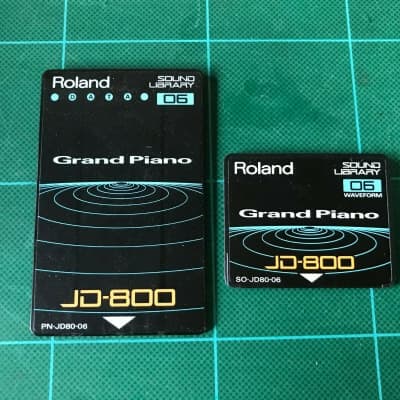 Roland
SOUND
LIBRARY
DATA
06
Grand Piano
JD-800
PN-JD80-06
Roland
SOUND
LIBRARY
06
WAVEFORM
Grand Piano
JD-800
SO-JD80-06